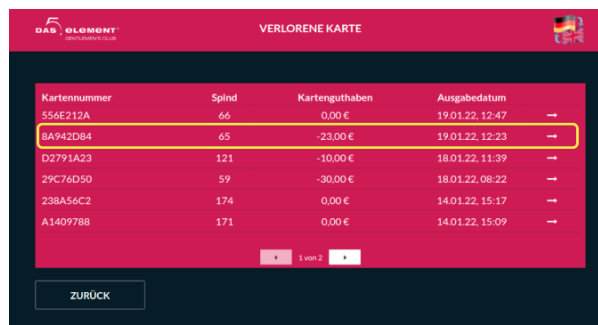 DAS 5. ELEMENT
GENTLEMEN'S CLUB
VERLORENE KARTE
Kartennummer Spind Kartenguthaben Ausgabedatum
556E212A 66 0,00 € 19.01.22, 12:47 →
8A942D84 65 -23,00 € 19.01.22, 12:23 →
D2791A23 121 -10,00 € 18.01.22, 11:39 →
29C76D50 59 -30,00 € 18.01.22, 08:22 →
238A56C2 174 0,00 € 14.01.22, 15:17 →
A1409788 171 0,00 € 14.01.22, 15:09 →
1 von 2
ZURÜCK